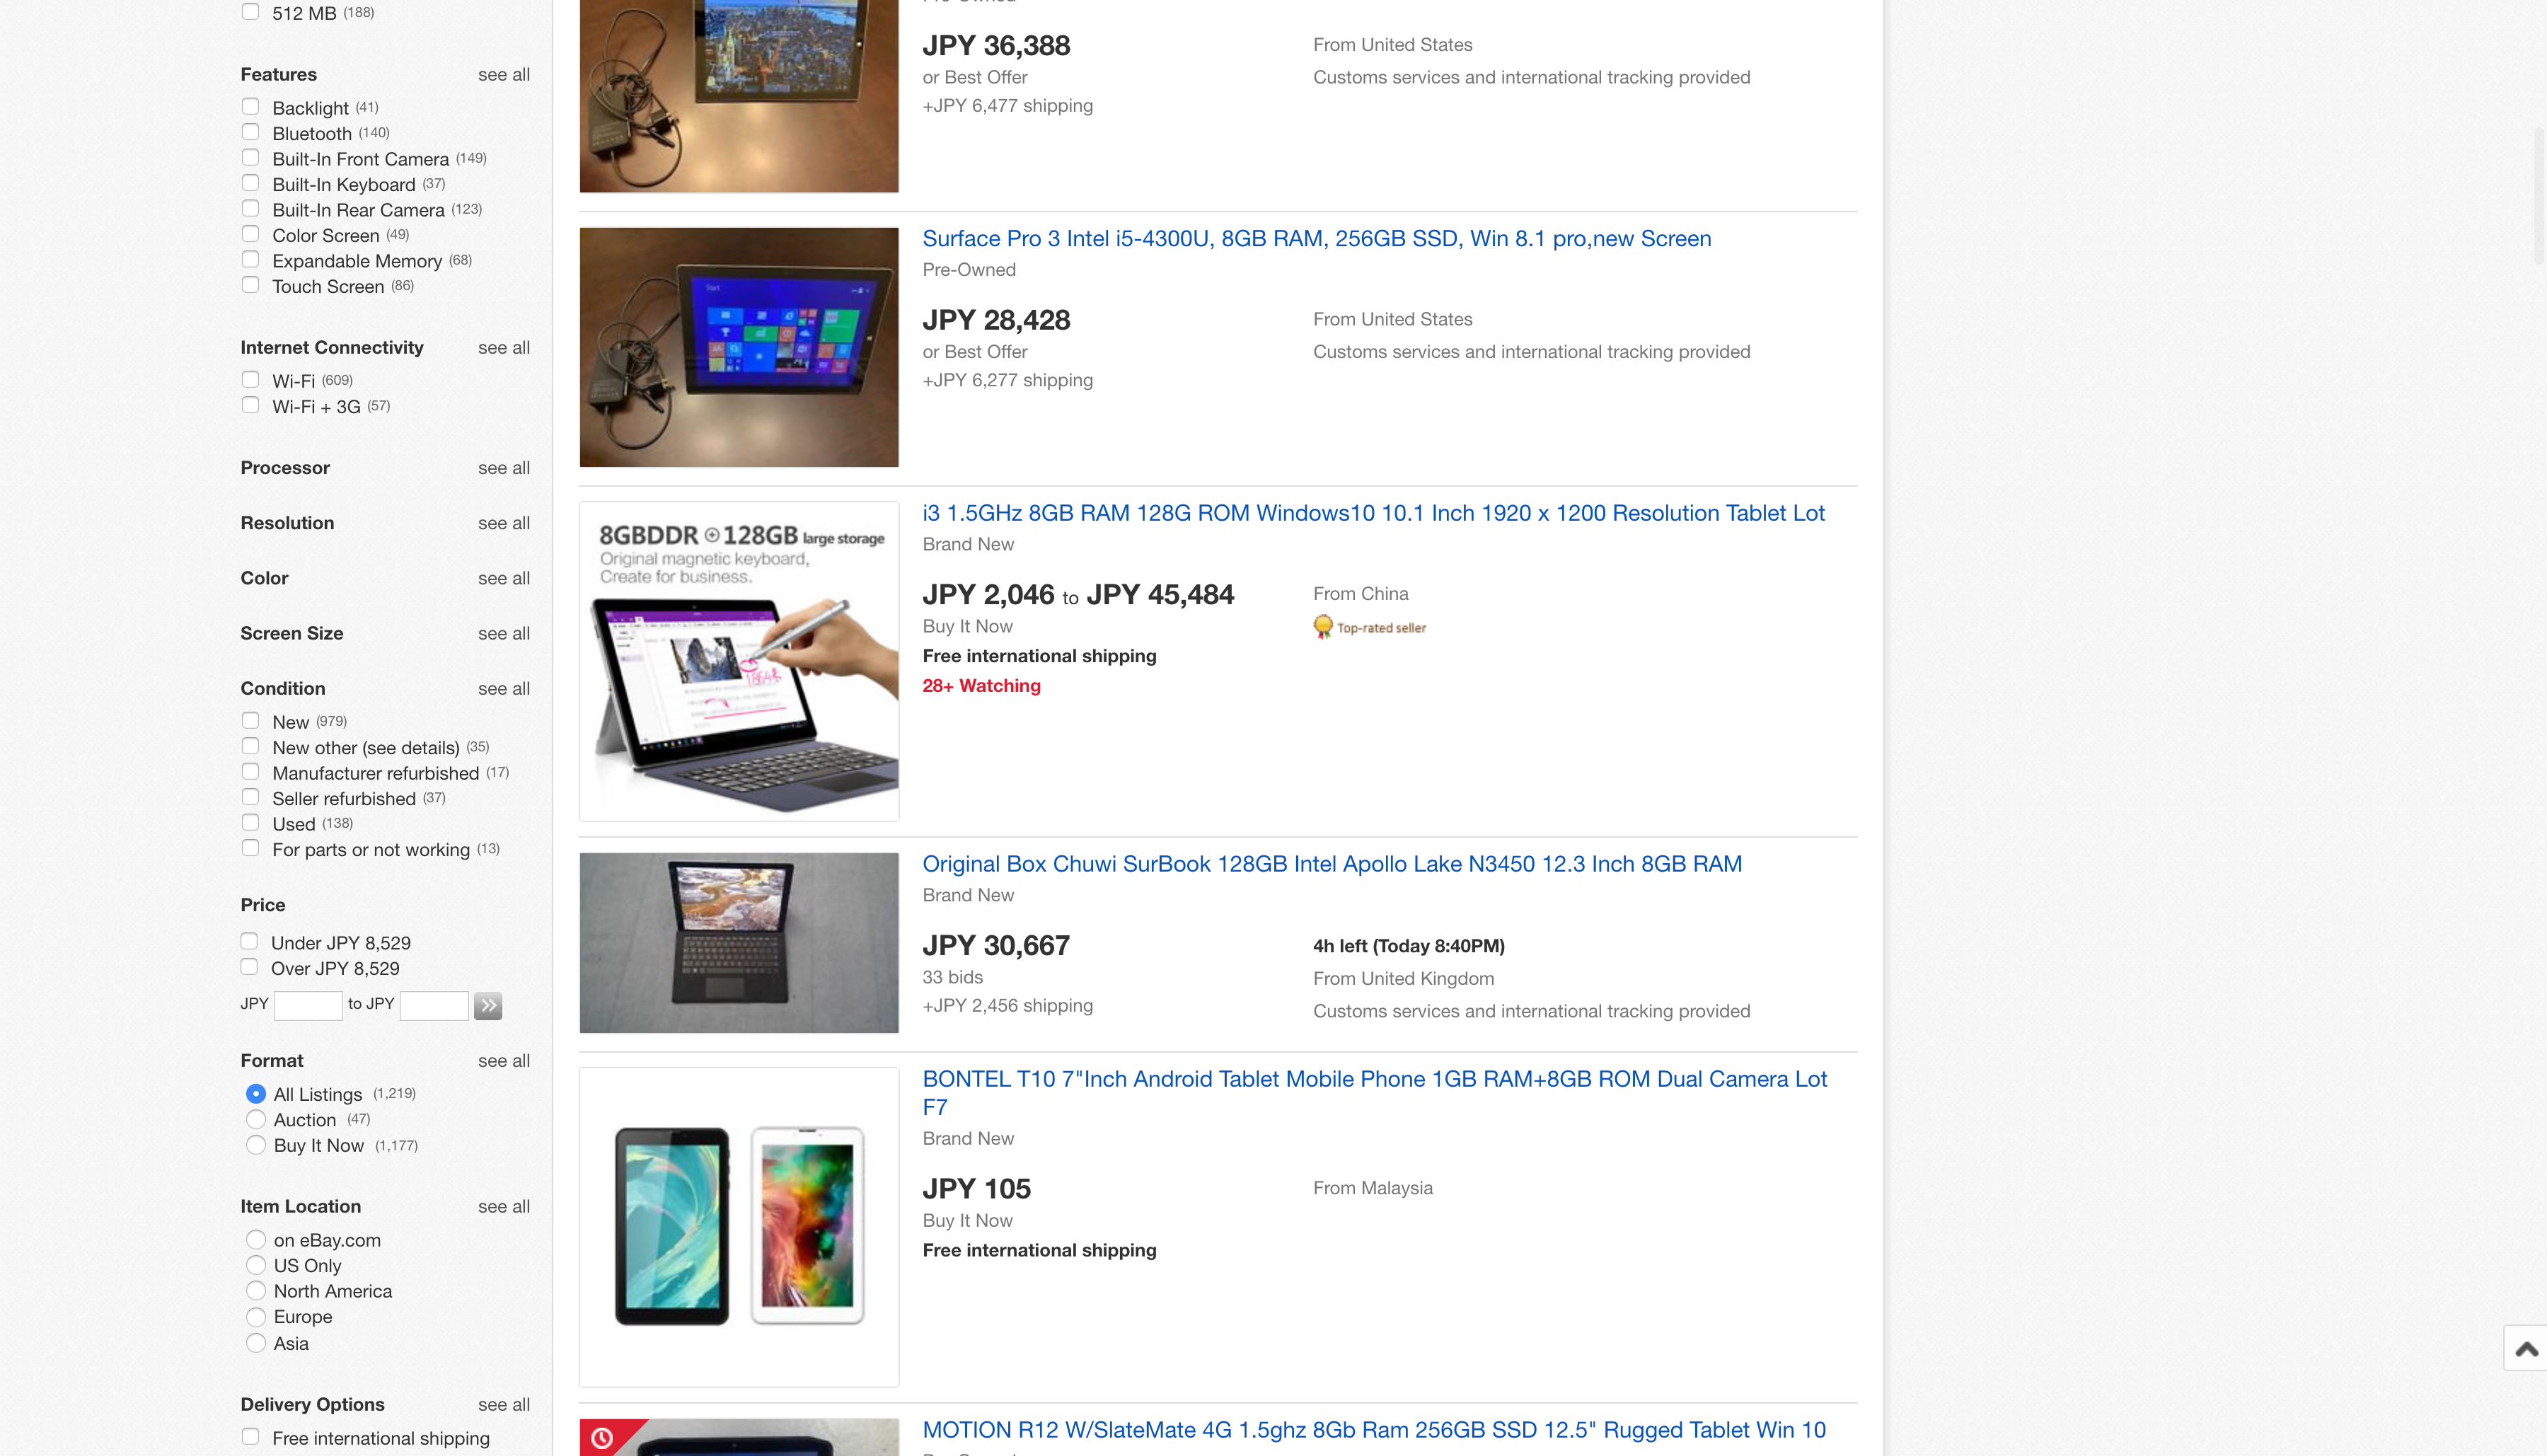 512 MB (188)
Features see all
Backlight (41)
Bluetooth (140)
Built-In Front Camera (149)
Built-In Keyboard (37)
Built-In Rear Camera (123)
Color Screen (49)
Expandable Memory (68)
Touch Screen (86)
Internet Connectivity see all
Wi-Fi (609)
Wi-Fi + 3G (57)
Processor see all
Resolution see all
Color see all
Screen Size see all
Condition see all
New (979)
New other (see details) (35)
Manufacturer refurbished (17)
Seller refurbished (37)
Used (138)
For parts or not working (13)
Price
Under JPY 8,529
Over JPY 8,529
JPY to JPY
Format see all
All Listings (1,219)
Auction (47)
Buy It Now (1,177)
Item Location see all
on eBay.com
US Only
North America
Europe
Asia
Delivery Options see all
Free international shipping
JPY 36,388
or Best Offer
+JPY 6,477 shipping
From United States
Customs services and international tracking provided
Start
Surface Pro 3 Intel i5-4300U, 8GB RAM, 256GB SSD, Win 8.1 pro,new Screen
Pre-Owned
JPY 28,428
or Best Offer
+JPY 6,277 shipping
From United States
Customs services and international tracking provided
8GBDDR + 128GB large storage
Original magnetic keyboard,
Create for business.
i3 1.5GHz 8GB RAM 128G ROM Windows10 10.1 Inch 1920 x 1200 Resolution Tablet Lot
Brand New
JPY 2,046 to JPY 45,484
Buy It Now
Free international shipping
28+ Watching
From China
Top-rated seller
Original Box Chuwi SurBook 128GB Intel Apollo Lake N3450 12.3 Inch 8GB RAM
Brand New
JPY 30,667
33 bids
+JPY 2,456 shipping
4h left (Today 8:40PM)
From United Kingdom
Customs services and international tracking provided
BONTEL T10 7"Inch Android Tablet Mobile Phone 1GB RAM+8GB ROM Dual Camera Lot
F7
Brand New
JPY 105
Buy It Now
Free international shipping
From Malaysia
MOTION R12 W/SlateMate 4G 1.5ghz 8Gb Ram 256GB SSD 12.5" Rugged Tablet Win 10